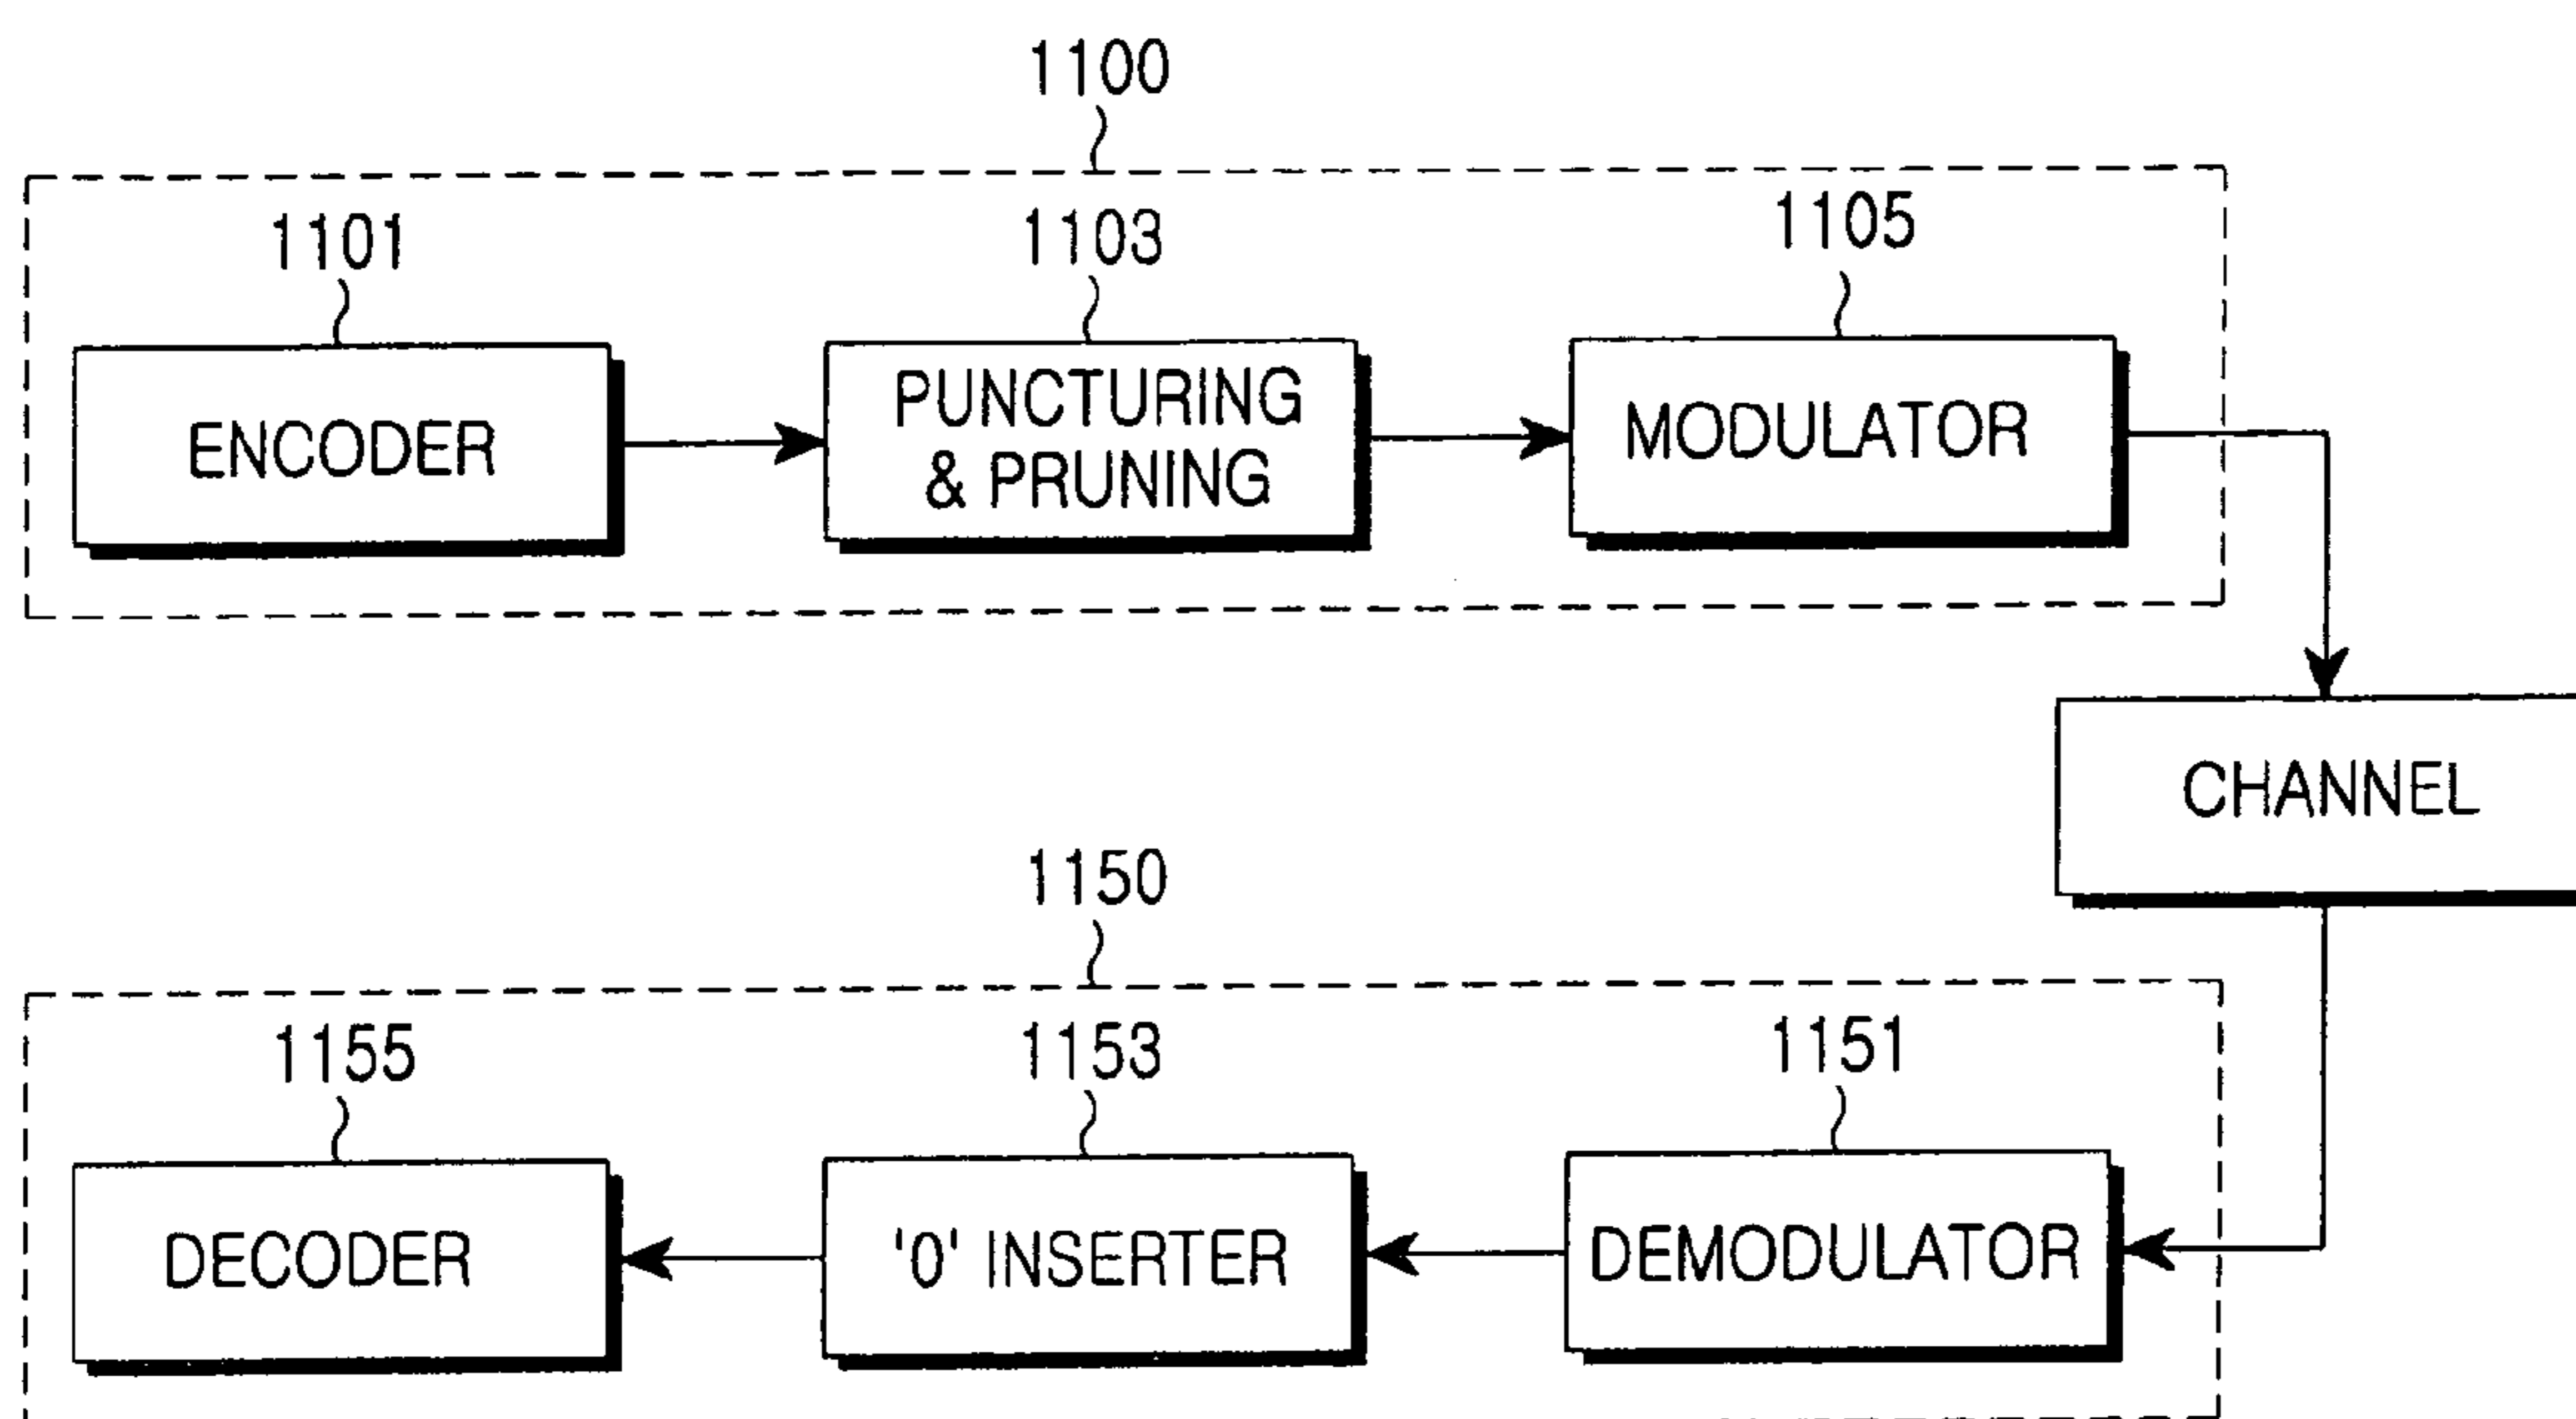 1100
1101
1103
1105
ENCODER
PUNCTURING
& PRUNING
MODULATOR
CHANNEL
1150
1155
1153
1151
DECODER
'0' INSERTER
DEMODULATOR